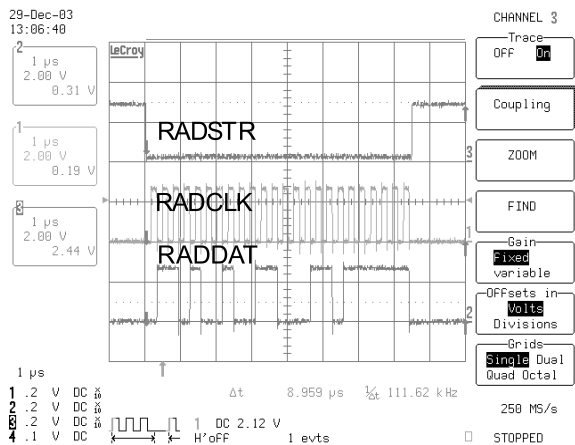 29-Dec-03
13:06:40
CHANNEL 3
Trace
OFF On
2
1 µs
2.00 V
0.31 V
LeCroy
Coupling
1
1 µs
2.00 V
0.19 V
RADSTR
3
ZOOM
RADCLK
FIND
3
1 µs
2.00 V
2.44 V
1
RADDAT
Gain
Fixed
variable
2
Offsets in
Volts
Divisions
Grids
Single Dual
Quad Octal
1 µs
1 .2 V DC
2 .2 V DC
3 .2 V DC
4 .1 V DC
Δt 8.959 µs 1/Δt 111.62 kHz
1 DC 2.12 V
H'off 1 evts
250 MS/s
STOPPED